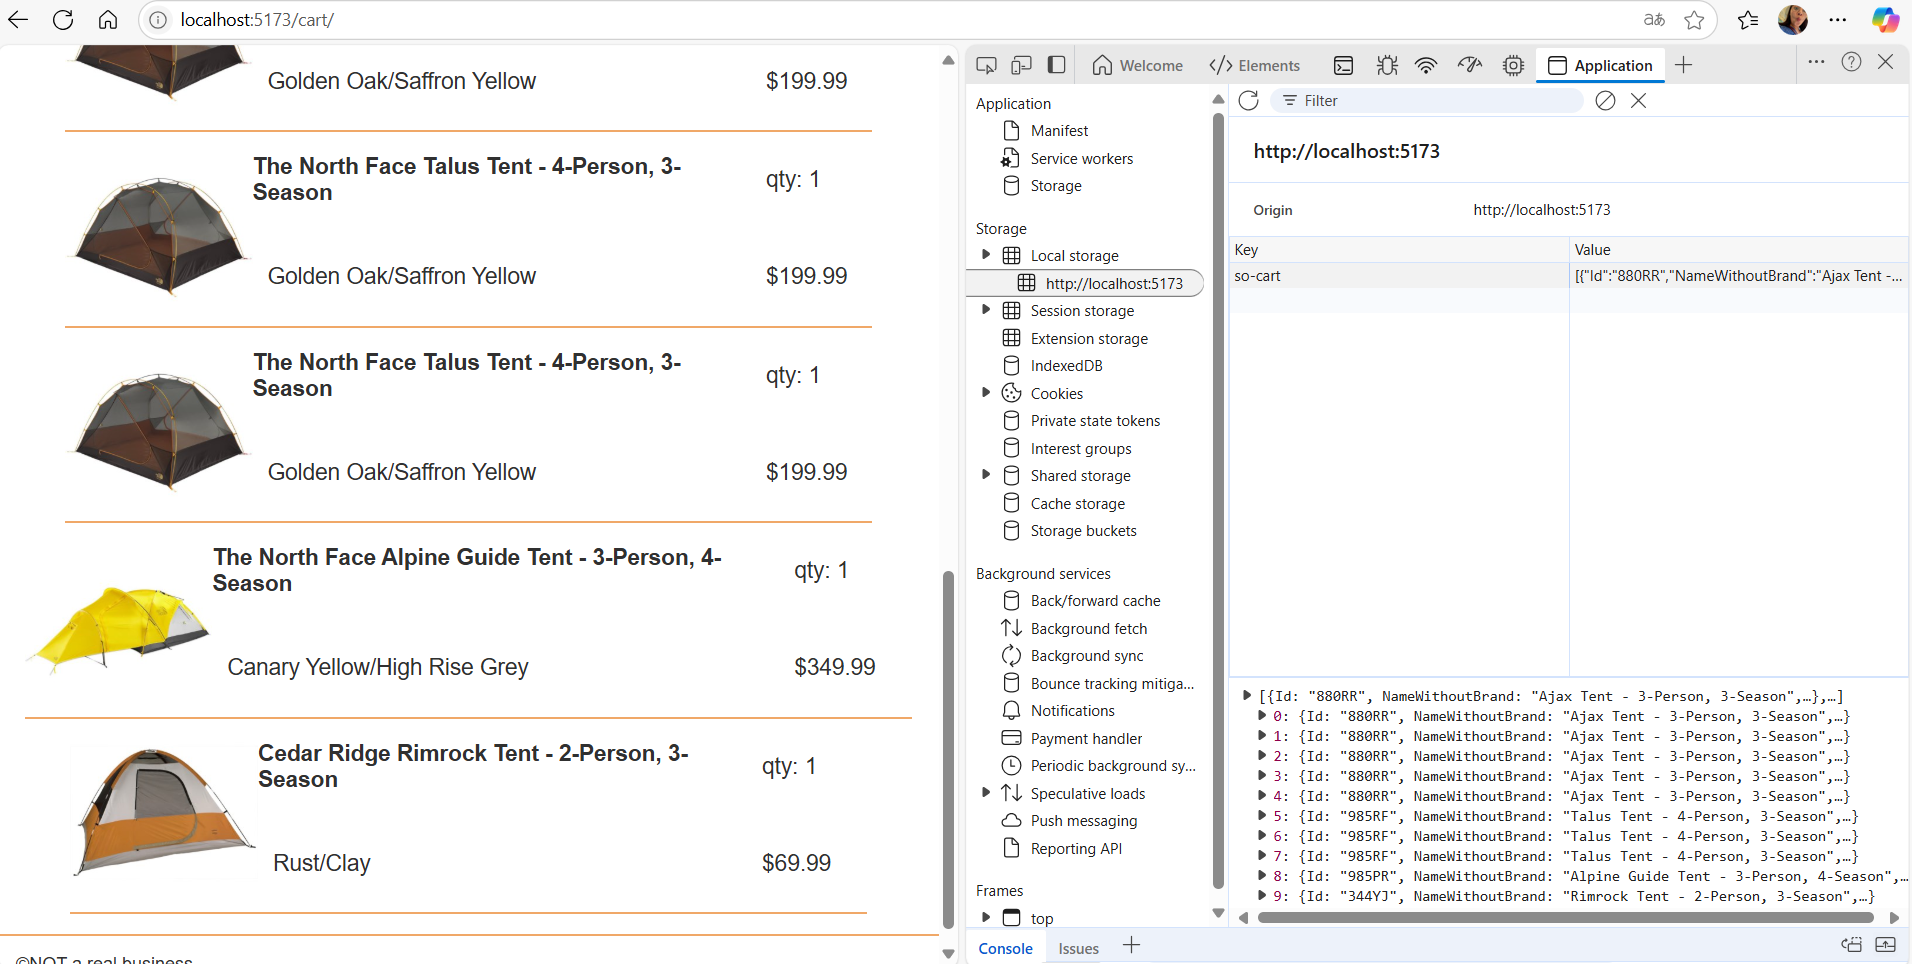 localhost:5173/cart/
Golden Oak/Saffron Yellow
$199.99
The North Face Talus Tent - 4-Person, 3-
Season
qty: 1
Golden Oak/Saffron Yellow
$199.99
The North Face Talus Tent - 4-Person, 3-
Season
qty: 1
Golden Oak/Saffron Yellow
$199.99
The North Face Alpine Guide Tent - 3-Person, 4-
Season
qty: 1
Canary Yellow/High Rise Grey
$349.99
Cedar Ridge Rimrock Tent - 2-Person, 3-
Season
qty: 1
Rust/Clay
$69.99
©NOT a real business
Welcome
Elements
Application
Application
Manifest
Service workers
Storage
Storage
Local storage
http://localhost:5173
Session storage
Extension storage
IndexedDB
Cookies
Private state tokens
Interest groups
Shared storage
Cache storage
Storage buckets
Background services
Back/forward cache
Background fetch
Background sync
Bounce tracking mitiga...
Notifications
Payment handler
Periodic background sy...
Speculative loads
Push messaging
Reporting API
Frames
top
Filter
http://localhost:5173
Origin
http://localhost:5173
Key
Value
so-cart
[{"Id":"880RR","NameWithoutBrand":"Ajax Tent -...
[{Id: "880RR", NameWithoutBrand: "Ajax Tent - 3-Person, 3-Season",…},…]
0: {Id: "880RR", NameWithoutBrand: "Ajax Tent - 3-Person, 3-Season",…}
1: {Id: "880RR", NameWithoutBrand: "Ajax Tent - 3-Person, 3-Season",…}
2: {Id: "880RR", NameWithoutBrand: "Ajax Tent - 3-Person, 3-Season",…}
3: {Id: "880RR", NameWithoutBrand: "Ajax Tent - 3-Person, 3-Season",…}
4: {Id: "880RR", NameWithoutBrand: "Ajax Tent - 3-Person, 3-Season",…}
5: {Id: "985RF", NameWithoutBrand: "Talus Tent - 4-Person, 3-Season",…}
6: {Id: "985RF", NameWithoutBrand: "Talus Tent - 4-Person, 3-Season",…}
7: {Id: "985RF", NameWithoutBrand: "Talus Tent - 4-Person, 3-Season",…}
8: {Id: "985PR", NameWithoutBrand: "Alpine Guide Tent - 3-Person, 4-Season",…
9: {Id: "344YJ", NameWithoutBrand: "Rimrock Tent - 2-Person, 3-Season",…}
Console
Issues